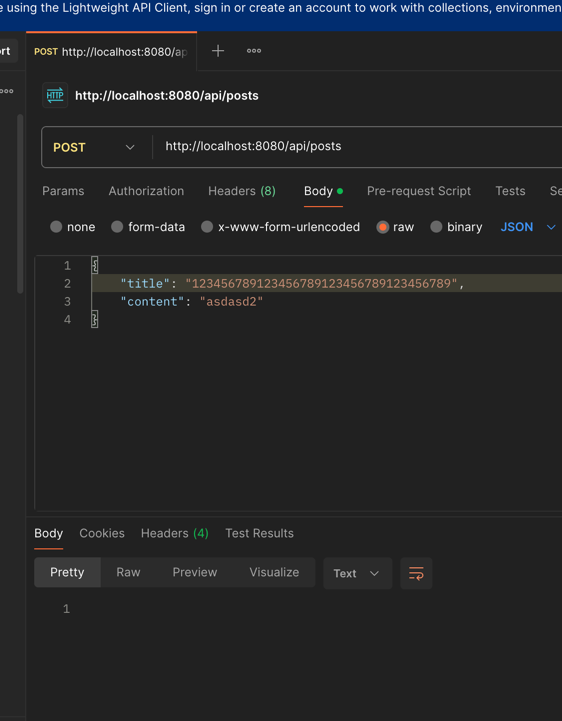 e using the Lightweight API Client, sign in or create an account to work with collections, environmen
ort
POST http://localhost:8080/ap
HTTP http://localhost:8080/api/posts
POST http://localhost:8080/api/posts
Params Authorization Headers (8) Body Pre-request Script Tests Se
none form-data x-www-form-urlencoded raw binary JSON
1 {
2 "title": "123456789123456789123456789123456789",
3 "content": "asdasd2"
4 }
Body Cookies Headers (4) Test Results
Pretty Raw Preview Visualize Text
1